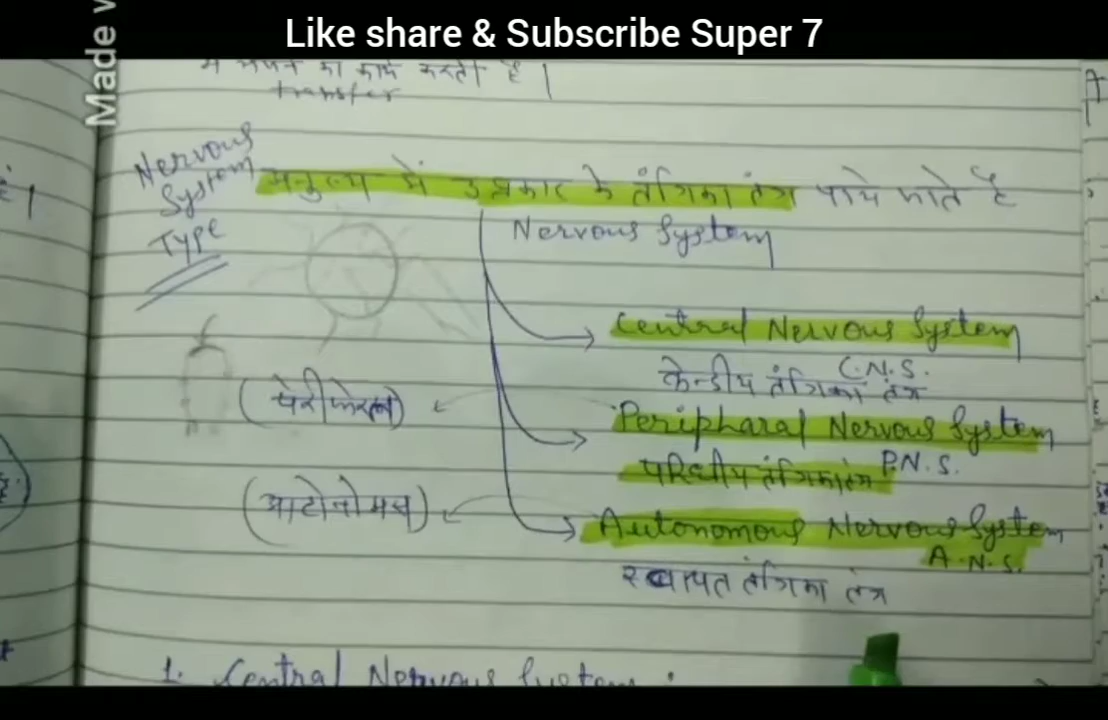 Like share & Subscribe Super 7
Made
का कार्य करता है |
transfer
Nervous
System
Type
मनुष्य में 3 प्रकार के तंत्रिका तंत्र पाये जाते है
Nervous System
Central Nervous System
C.N.S.
केन्द्रीय तंत्रिका तंत्र
(पेरीफेरल)
Peripharal Nervous System
परिधीय तंत्रिका तंत्र P.N.S.
(आटोनोमस)
Autonomous Nervous System
A.N.S.
स्वायत तंत्रिका तंत्र
1. Central Nervous System :